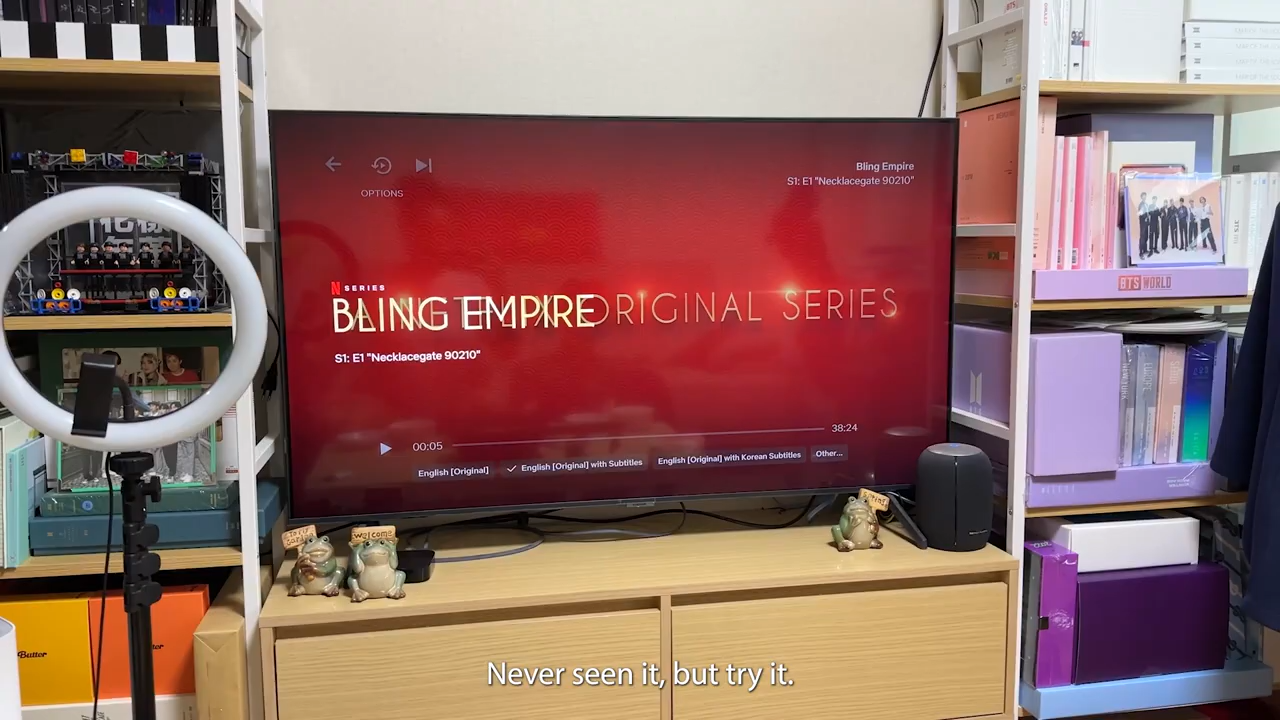 OPTIONS
Bling Empire
S1: E1 "Necklacegate 90210"
N SERIES
BLING EMPIRE
ORIGINAL SERIES
S1: E1 "Necklacegate 90210"
00:05
38:24
English [Original]
English [Original] with Subtitles
English [Original] with Korean Subtitles
Other...
BTS WORLD
welcome
Butter
Never seen it, but try it.